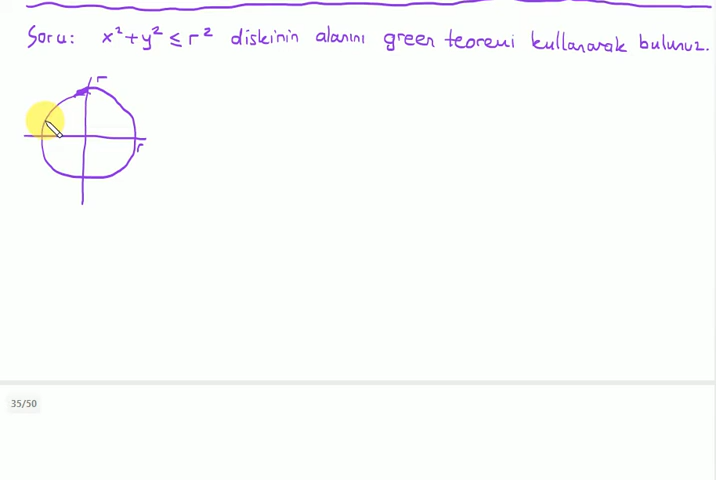 Soru: x² + y² ≤ r² diskinin alanını green teoremi kullanarak bulunuz.
r
r
35/50